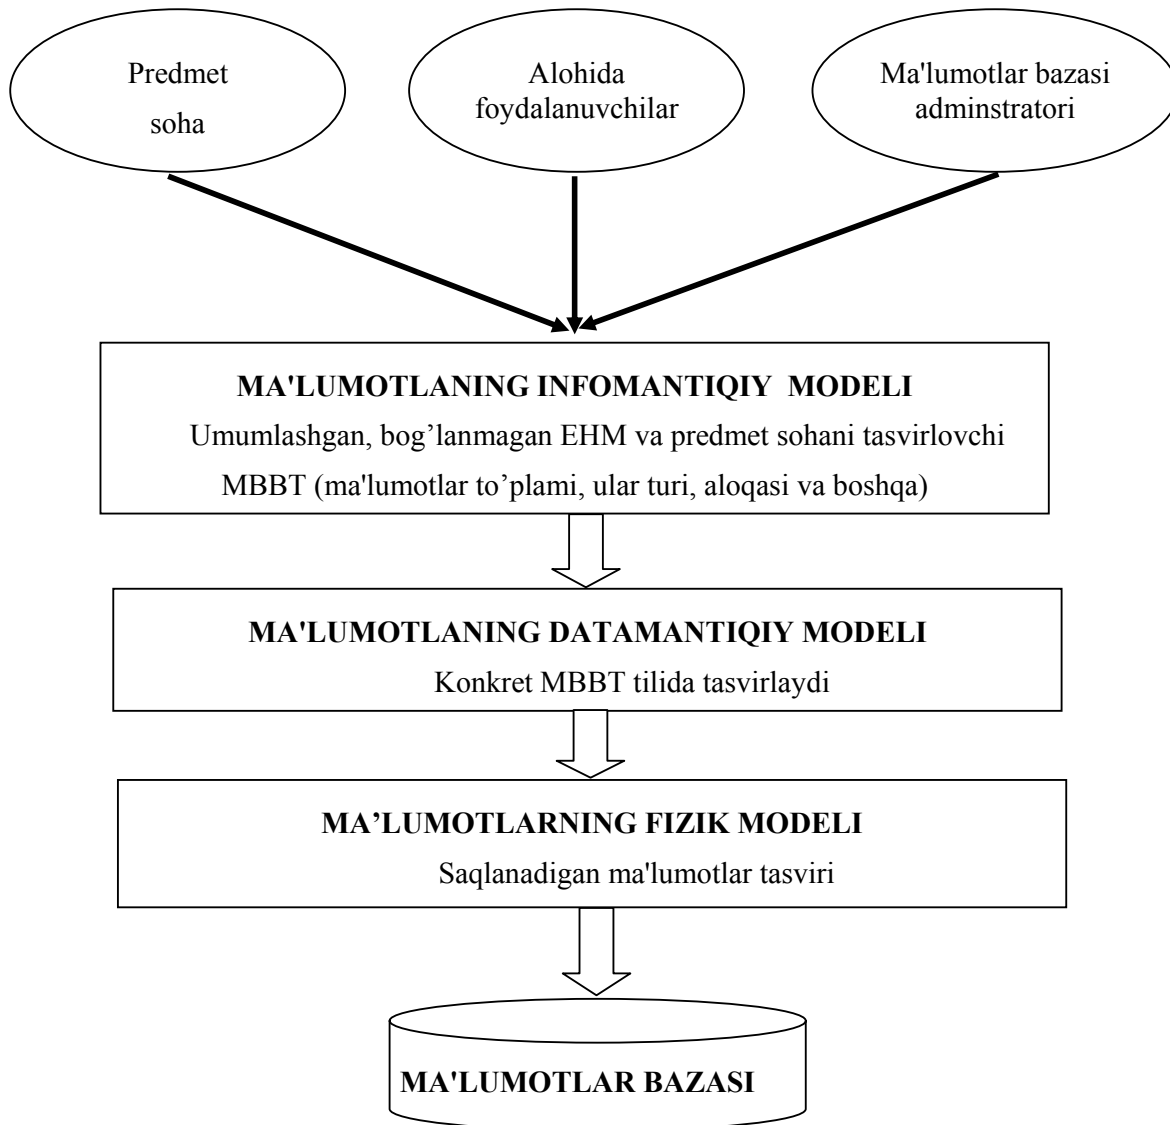 Predmet
soha
Alohida
foydalanuvchilar
Ma'lumotlar bazasi
adminstratori
MA'LUMOTLANING INFOMANTIQIY MODELI
Umumlashgan, bog’lanmagan EHM va predmet sohani tasvirlovchi
MBBT (ma'lumotlar to’plami, ular turi, aloqasi va boshqa)
MA'LUMOTLANING DATAMANTIQIY MODELI
Konkret MBBT tilida tasvirlaydi
MA’LUMOTLARNING FIZIK MODELI
Saqlanadigan ma'lumotlar tasviri
MA'LUMOTLAR BAZASI